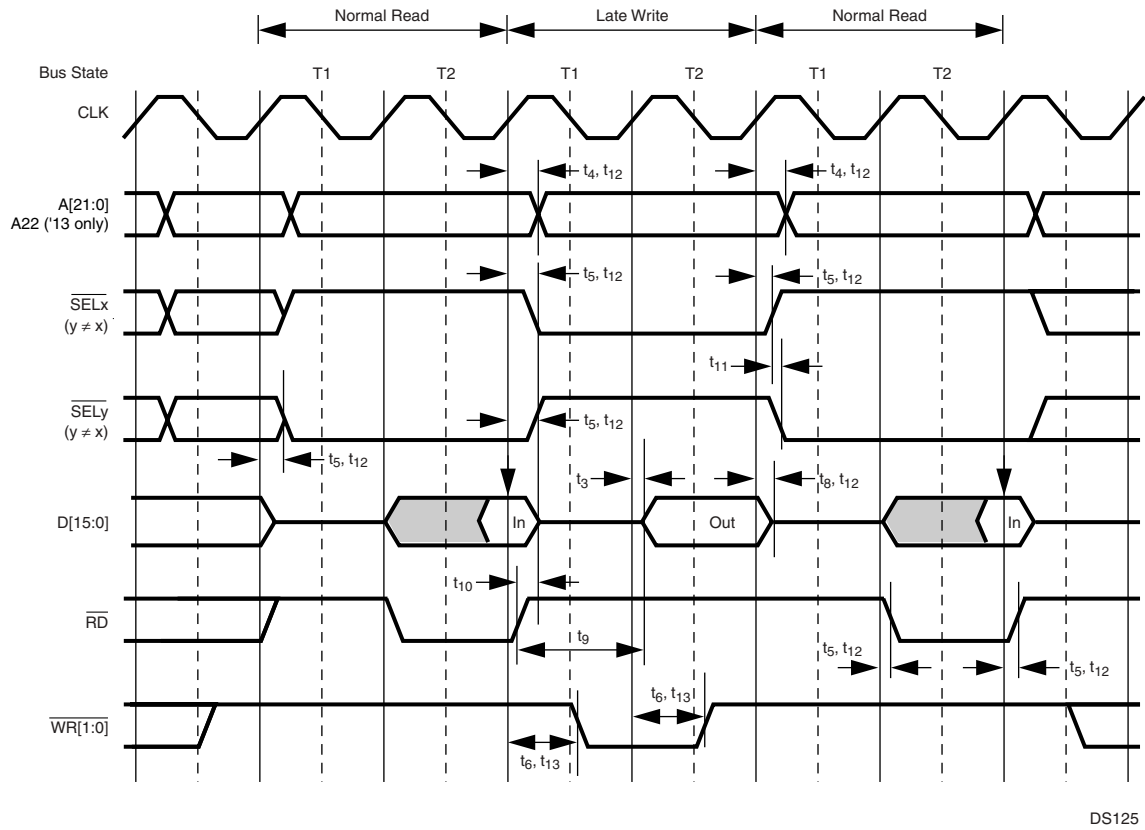 Normal Read Late Write Normal Read
Bus State T1 T2 T1 T2 T1 T2
CLK
t4, t12 t4, t12
A[21:0]
A22 ('13 only)
t5, t12 t5, t12
SELx
(y ≠ x)
t11
SELy
(y ≠ x)
t5, t12
t5, t12
t3 t8, t12
D[15:0] In Out In
t10
RD
t9
t5, t12 t5, t12
t6, t13
WR[1:0]
t6, t13
DS125